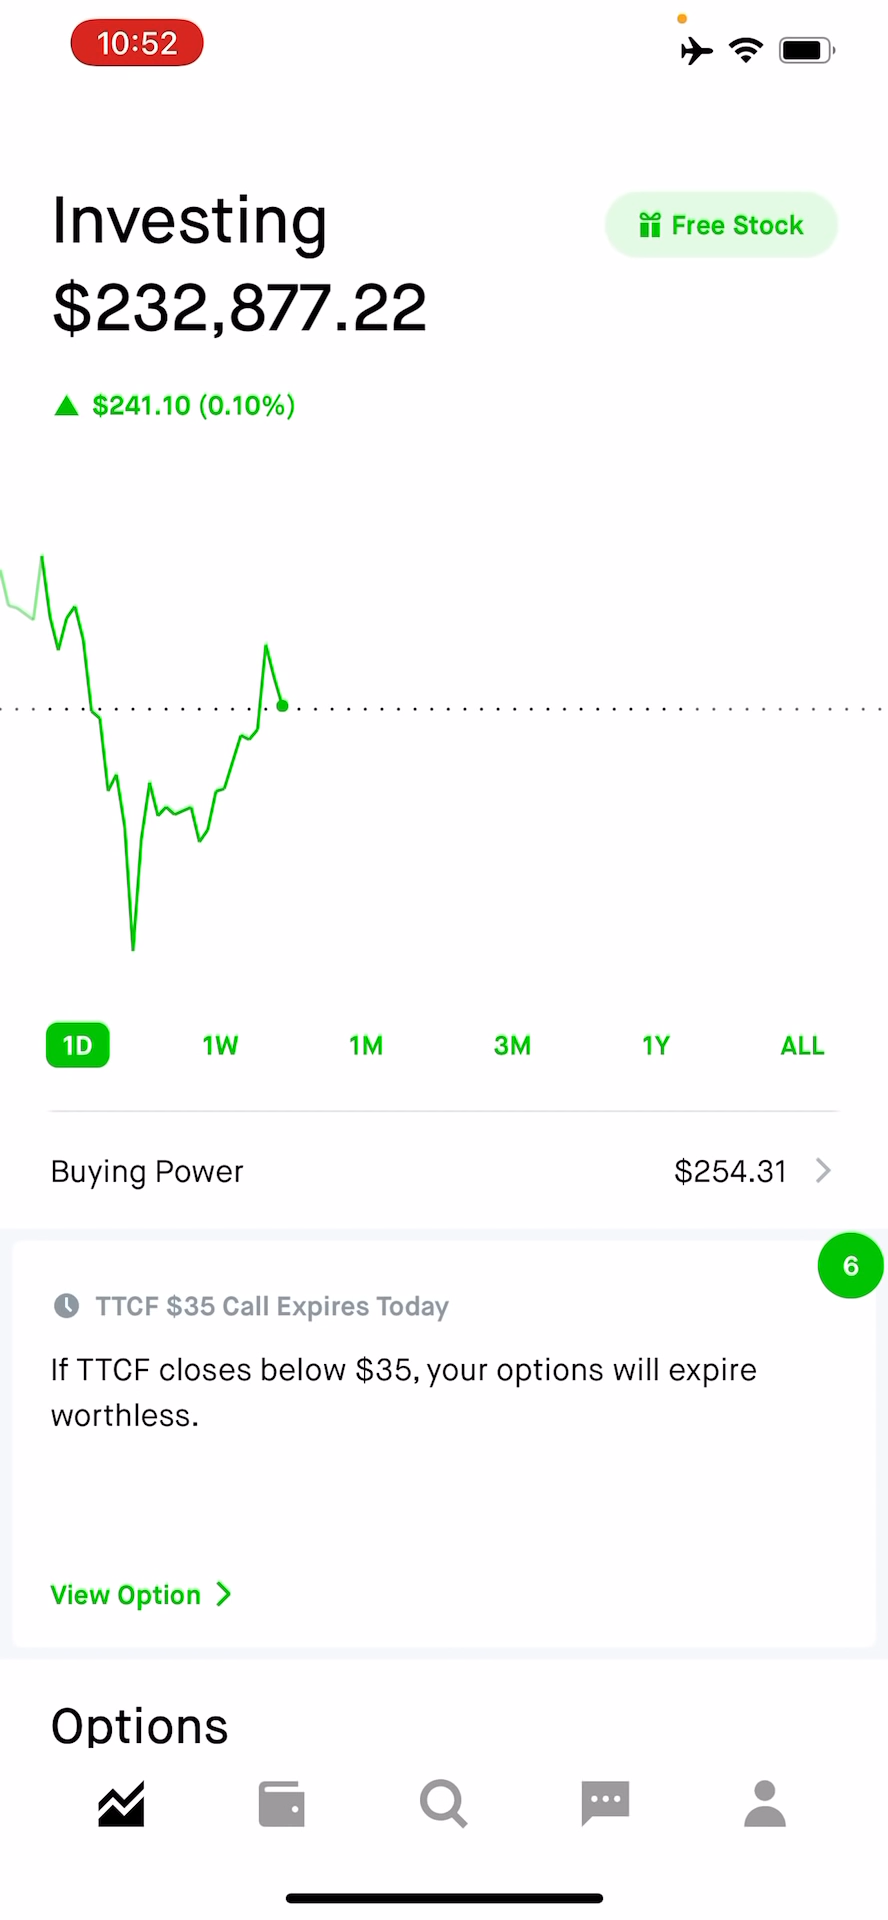 10:52
Investing
Free Stock
$232,877.22
$241.10 (0.10%)
1D 1W 1M 3M 1Y ALL
Buying Power $254.31
6
TTCF $35 Call Expires Today
If TTCF closes below $35, your options will expire
worthless.
View Option
Options